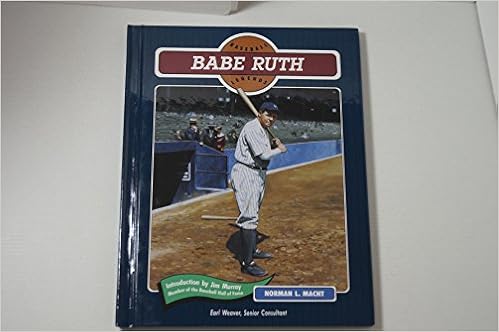 BASEBALL
BABE RUTH
LEGENDS
Introduction by Jim Murray
Member of the Baseball Hall of Fame
NORMAN L. MACHT
Earl Weaver, Senior Consultant